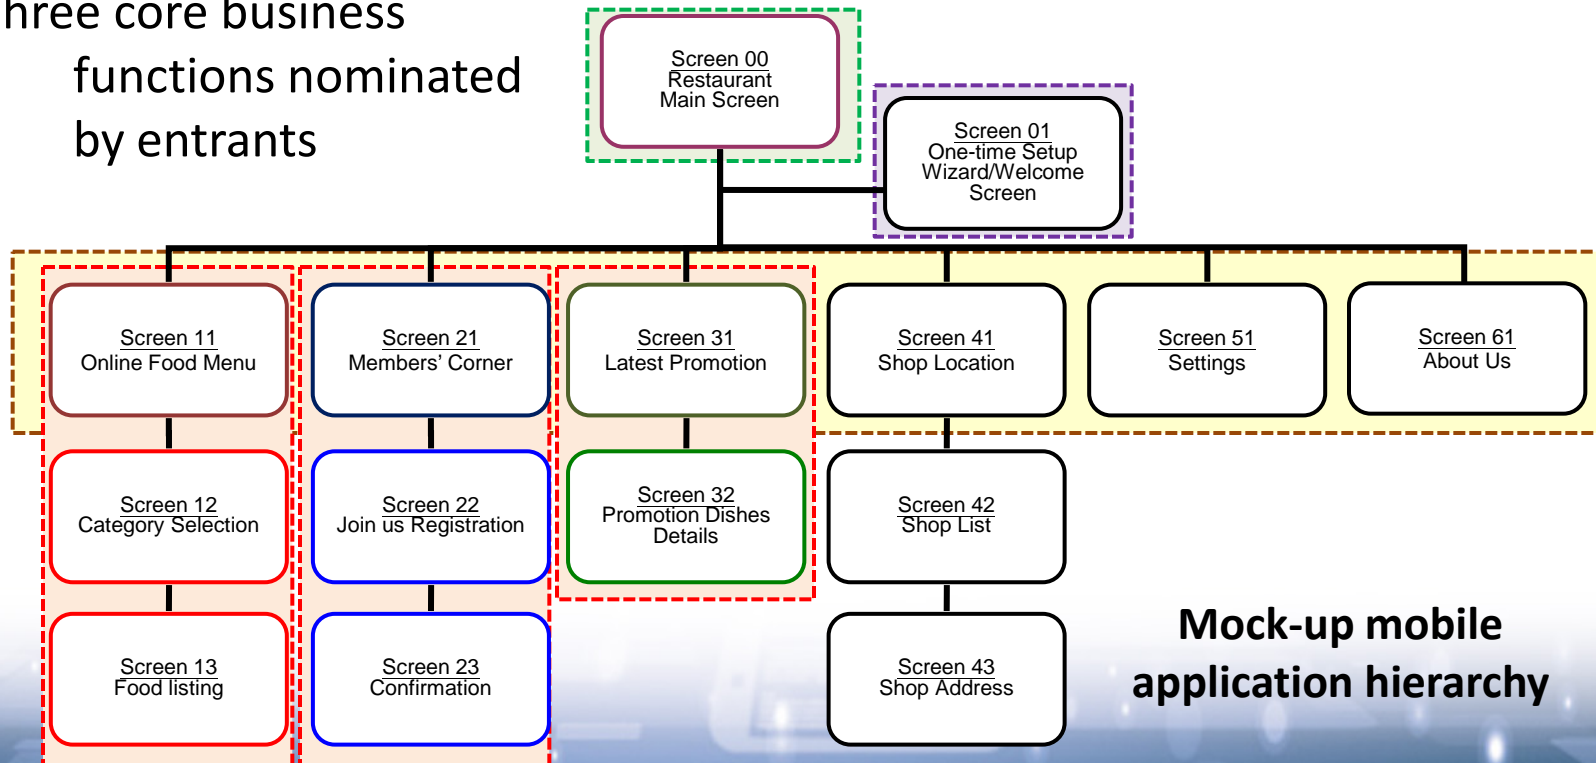 hree core business
functions nominated
by entrants
Screen 00
Restaurant
Main Screen
Screen 01
One-time Setup
Wizard/Welcome
Screen
Screen 11
Online Food Menu
Screen 21
Members’ Corner
Screen 31
Latest Promotion
Screen 41
Shop Location
Screen 51
Settings
Screen 61
About Us
Screen 12
Category Selection
Screen 22
Join us Registration
Screen 32
Promotion Dishes
Details
Screen 42
Shop List
Screen 13
Food listing
Screen 23
Confirmation
Screen 43
Shop Address
Mock-up mobile
application hierarchy